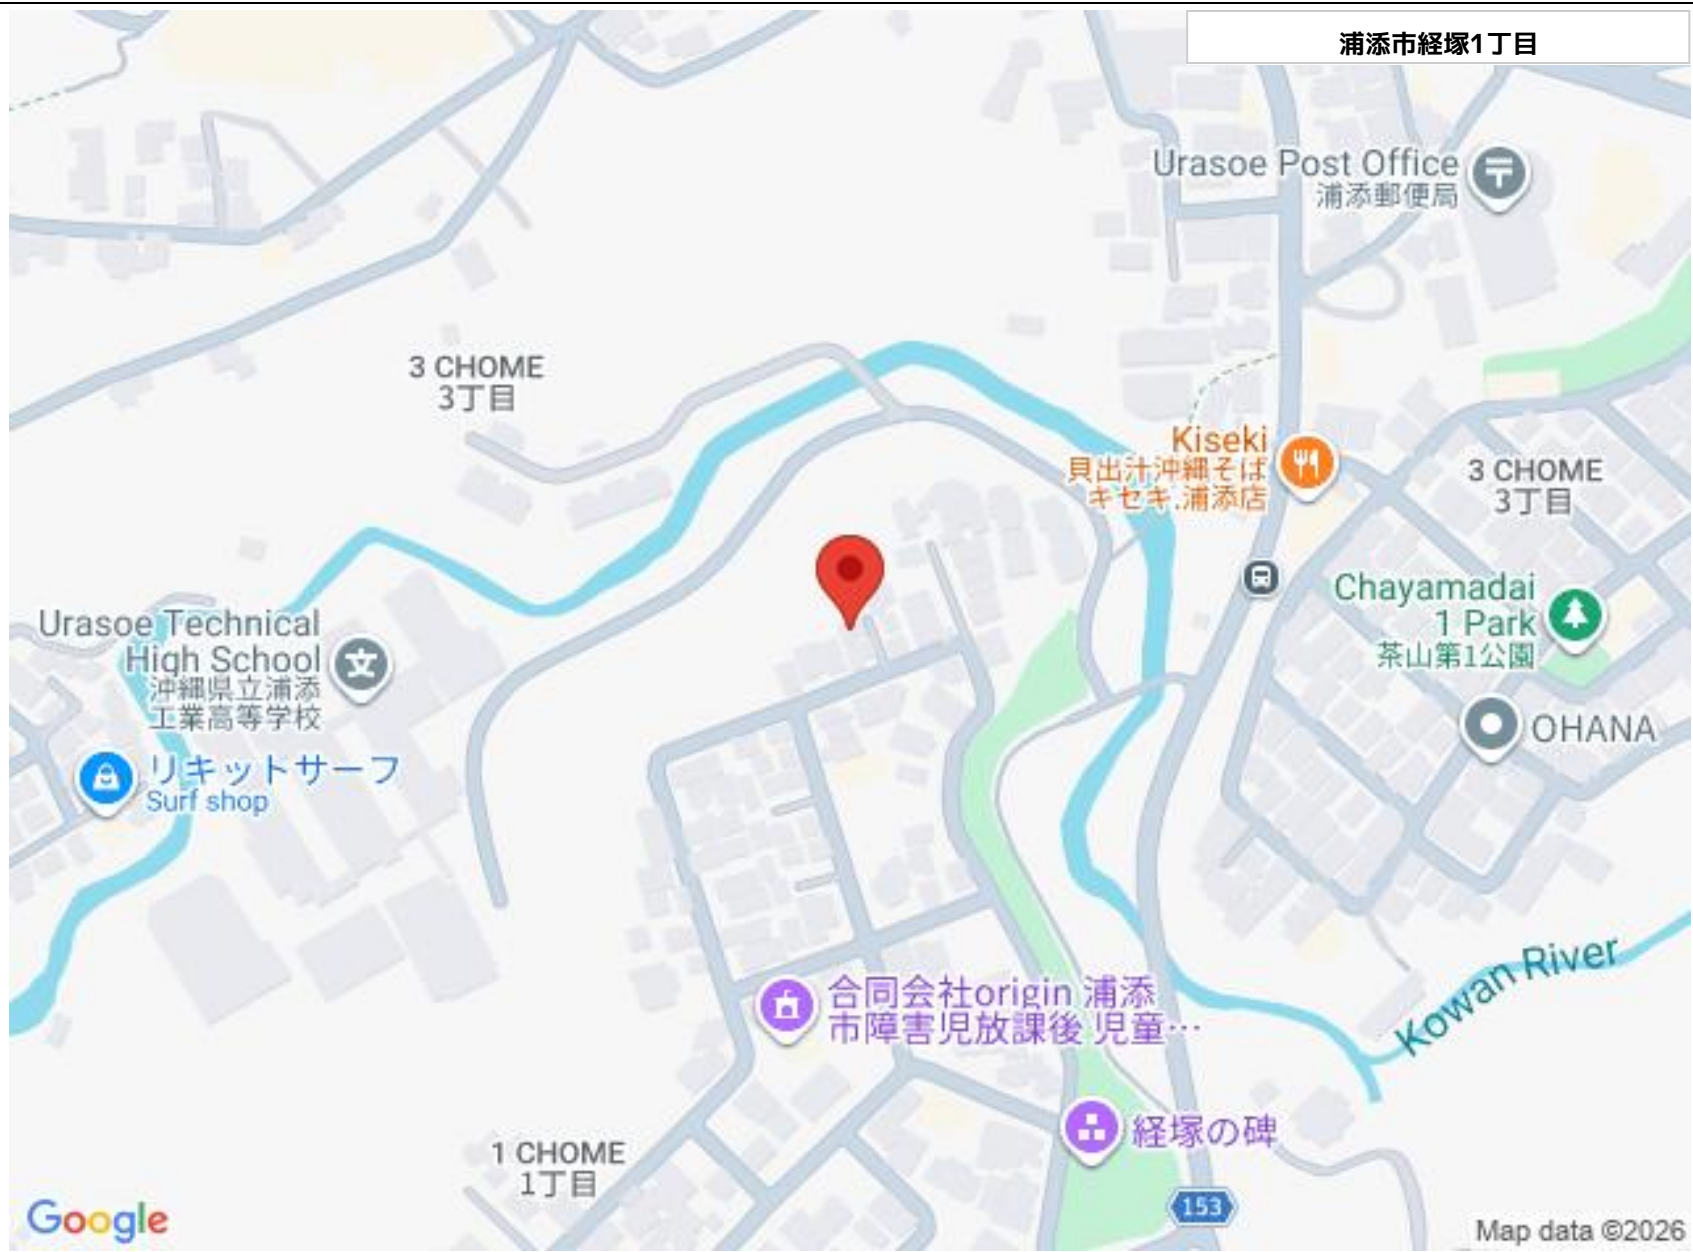 浦添市経塚1丁目
Urasoe Post Office
浦添郵便局
3 CHOME
3丁目
Kiseki
貝出汁沖縄そば
キセキ.浦添店
3 CHOME
3丁目
Chayamadai
1 Park
茶山第1公園
Urasoe Technical
High School
沖縄県立浦添
工業高等学校
OHANA
リキットサーフ
Surf shop
合同会社origin 浦添
市障害児放課後 児童…
Kowan River
経塚の碑
1 CHOME
1丁目
153
Google
Map data ©2026